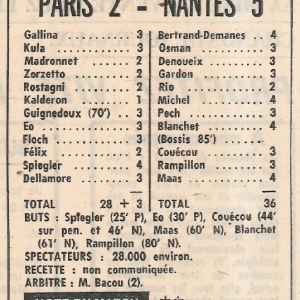 PARIS 2 - NANTES 5
Gallina 3 Bertrand-Demanes .. 4
Kula 3 Osman 3
Madronnet 2 Denoueix 3
Zorzetto 2 Gardon 3
Rostagni 2 Rio 2
Kalderon 1 Michel 4
Guignedoux (70') 3 Pech 3
Eo 3 Blanchet 4
Floch 3 (Bossis 85')
Félix 2 Couécou 3
Spiegler 4 Rampillon 3
Dellamore 3 Maas 4
TOTAL 28 + 3 TOTAL 36
BUTS : Spiegler (25' P), Eo (30' P), Couécou (44'
sur pen. et 46' N), Maas (60' N), Blanchet
(61' N), Rampillon (80' N).
SPECTATEURS : 28.000 environ.
RECETTE : non communiquée.
ARBITRE : M. Bacou (2).